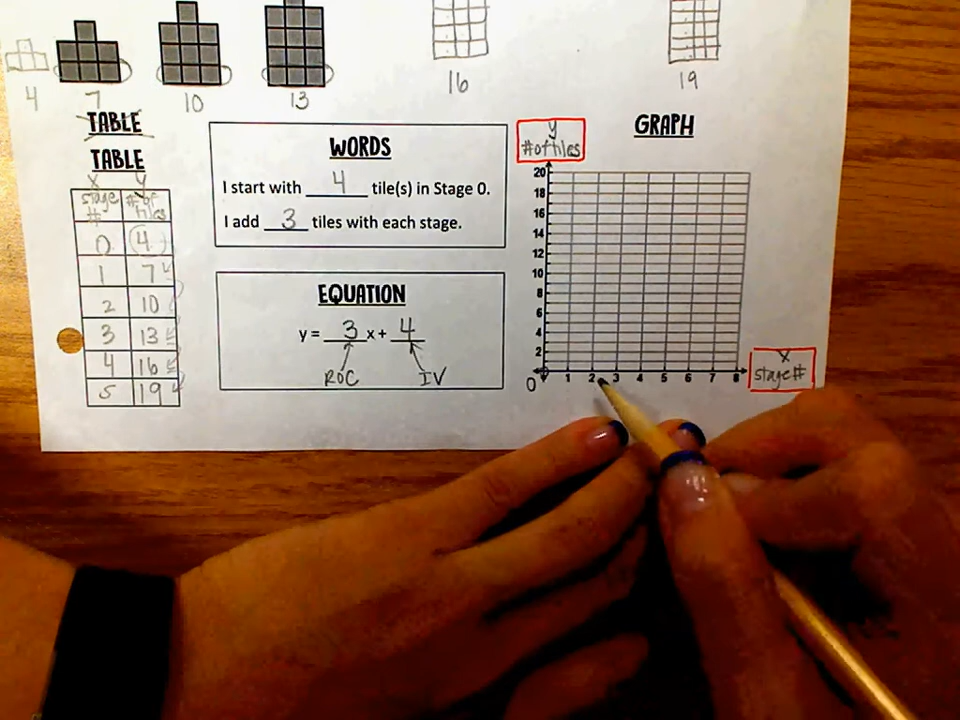 4
7
10
13
16
19
TABLE
TABLE
x y
stage # # of tiles
0 4
1 7
2 10
3 13
4 16
5 19
WORDS
I start with 4 tile(s) in Stage 0.
I add 3 tiles with each stage.
EQUATION
y = 3 x + 4
ROC IV
GRAPH
y
# of tiles
20
18
16
14
12
10
8
6
4
2
0 1 2 3 4 5 6 7 8
x
stage #